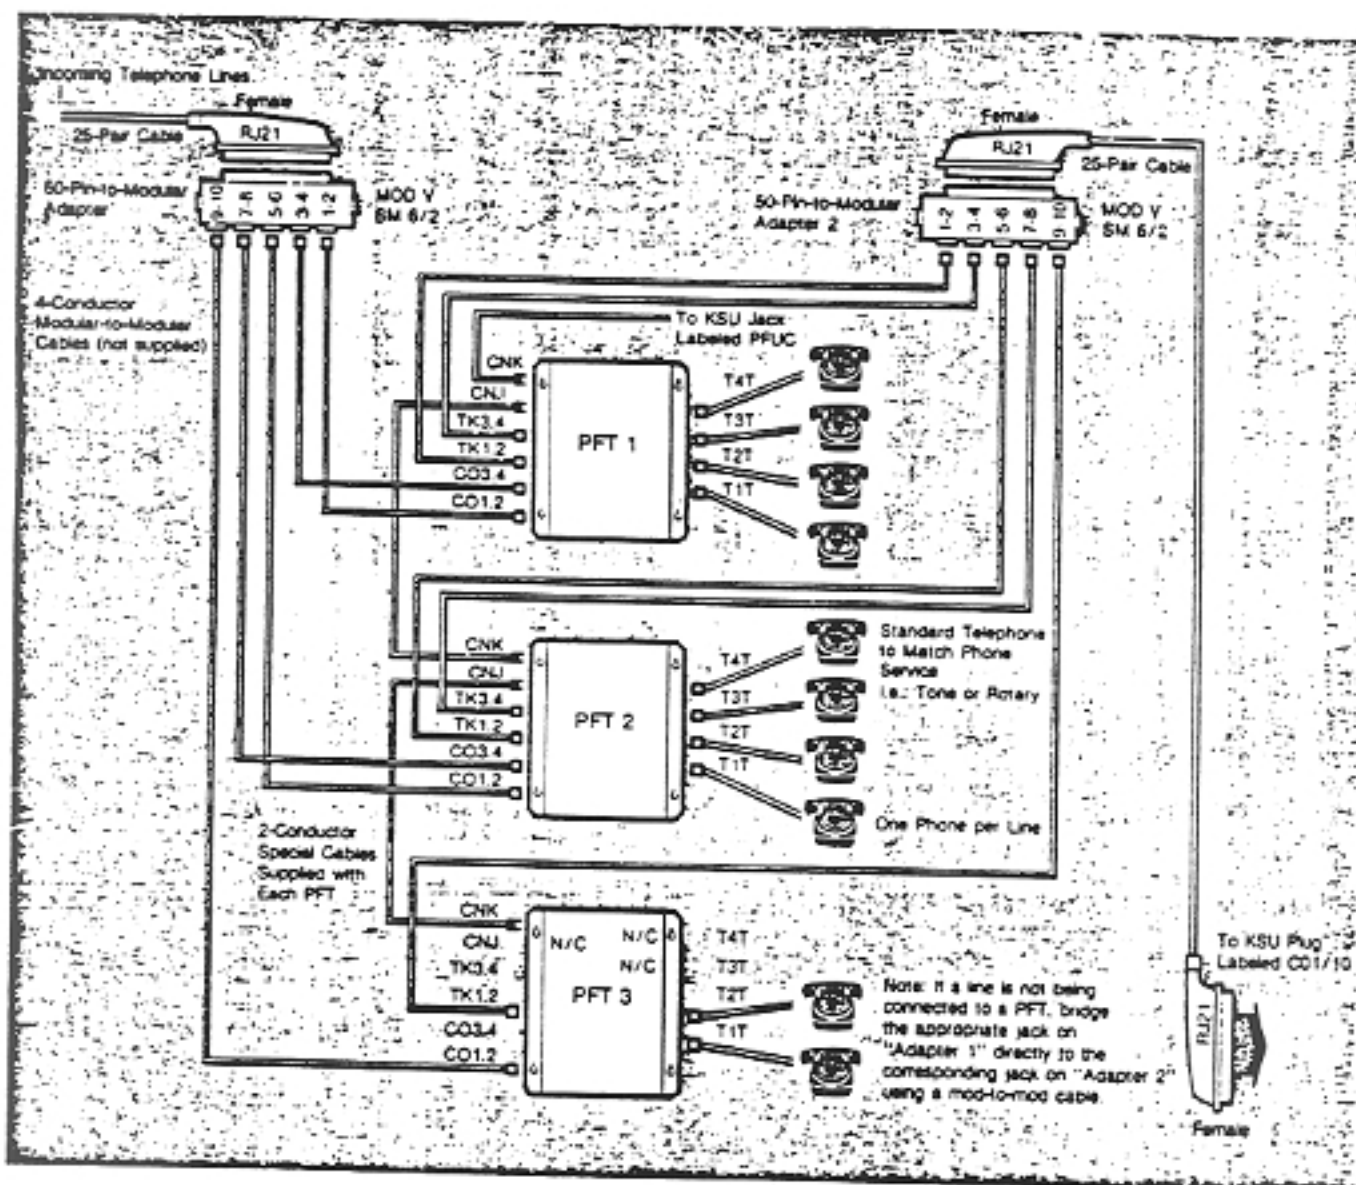 Incoming Telephone Lines
Female
25-Pair Cable
RJ21
50-Pin-to-Modular
Adapter
9-10
7-8
5-6
3-4
1-2
MOD V
SM 6/2
4-Conductor
Modular-to-Modular
Cables (not supplied)
Female
RJ21
25-Pair Cable
50-Pin-to-Modular
Adapter 2
1-2
3-4
5-6
7-8
9 10
MOD V
SM 6/2
To KSU Jack
Labeled PFUC
CNK
CNJ
TK3.4
TK1.2
CO3.4
CO1.2
PFT 1
T4T
T3T
T2T
T1T
CNK
CNJ
TK3.4
TK1.2
CO3.4
CO1.2
PFT 2
T4T
T3T
T2T
T1T
Standard Telephone
to Match Phone
Service
i.e.: Tone or Rotary
One Phone per Line
2-Conductor
Special Cables
Supplied with
Each PFT
CNK
CNJ
TK3.4
TK1.2
CO3.4
CO1.2
N/C
N/C
N/C
PFT 3
T4T
T3T
T2T
T1T
Note: If a line is not being
connected to a PFT, bridge
the appropriate jack on
"Adapter 1" directly to the
corresponding jack on "Adapter 2"
using a mod-to-mod cable.
To KSU Plug
Labeled CO1/10
RJ21
Female